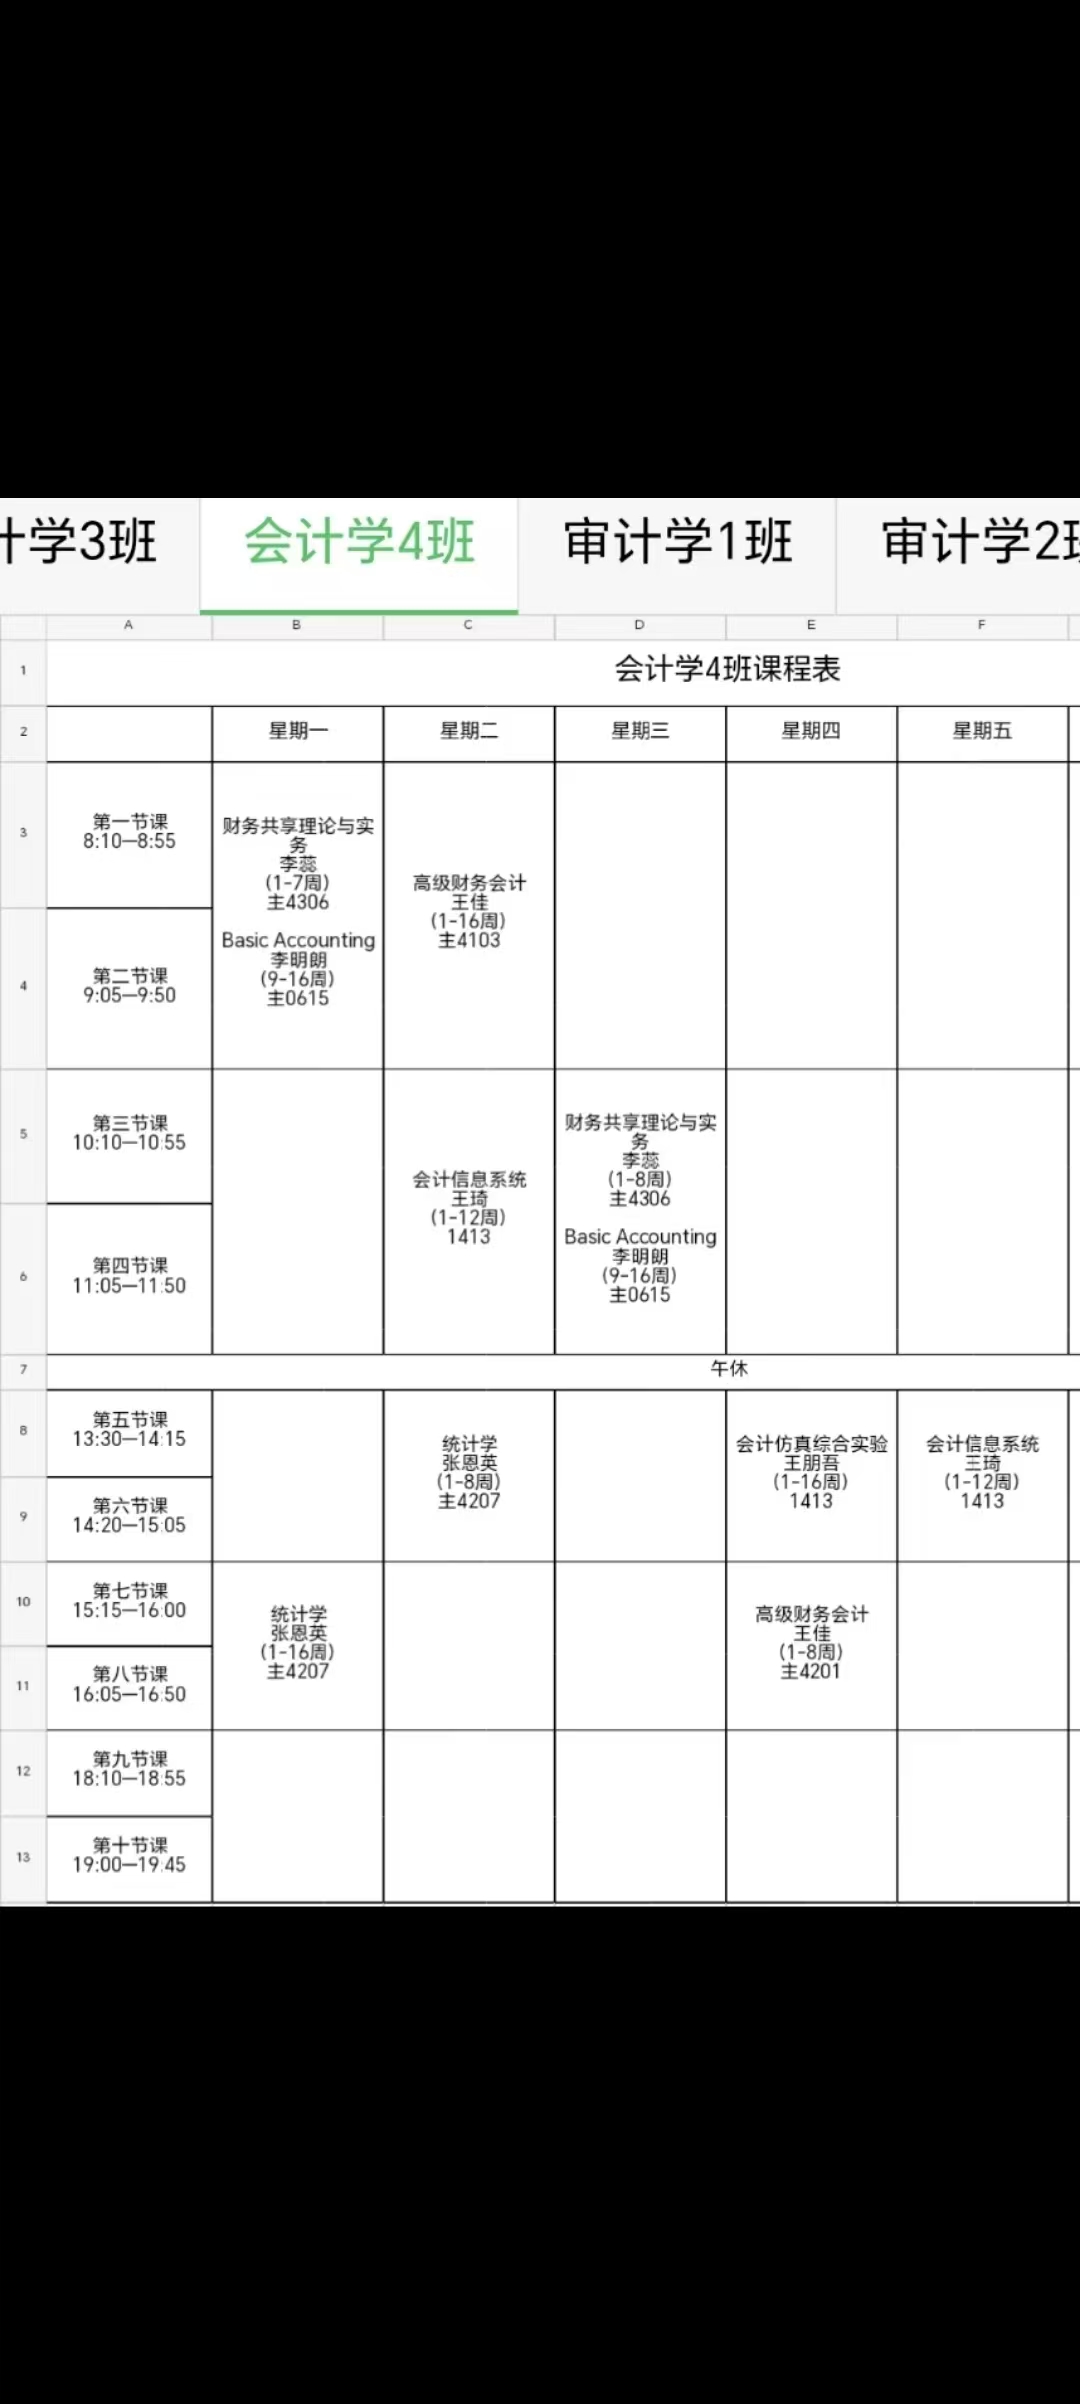 计学3班 会计学4班 审计学1班 审计学2班
A B C D E F
1 会计学4班课程表
2 星期一 星期二 星期三 星期四 星期五
3
第一节课
8:10—8:55
财务共享理论与实
务
李蕊
(1-7周)
主4306
Basic Accounting
李明朗
(9-16周)
主0615
高级财务会计
王佳
(1-16周)
主4103
4
第二节课
9:05—9:50
5
第三节课
10:10—10:55
会计信息系统
王琦
(1-12周)
1413
财务共享理论与实
务
李蕊
(1-8周)
主4306
Basic Accounting
李明朗
(9-16周)
主0615
6
第四节课
11:05—11:50
7 午休
8
第五节课
13:30—14:15
统计学
张恩英
(1-8周)
主4207
会计仿真综合实验
王朋吾
(1-16周)
1413
会计信息系统
王琦
(1-12周)
1413
9
第六节课
14:20—15:05
10
第七节课
15:15—16:00
统计学
张恩英
(1-16周)
主4207
高级财务会计
王佳
(1-8周)
主4201
11
第八节课
16:05—16:50
12
第九节课
18:10—18:55
13
第十节课
19:00—19:45